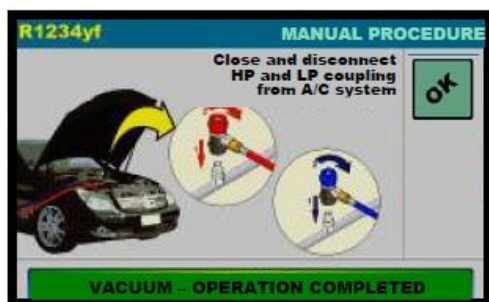 R1234yf
MANUAL PROCEDURE
Close and disconnect
HP and LP coupling
from A/C system
OK
VACUUM – OPERATION COMPLETED